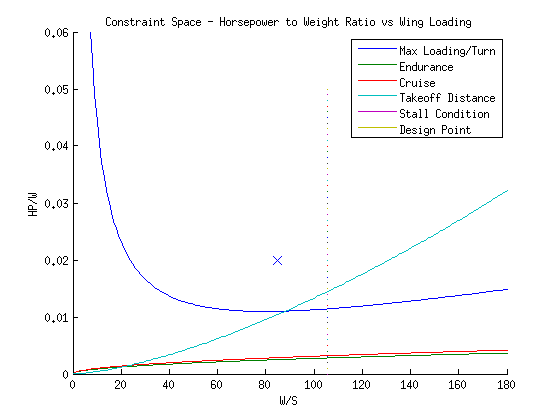 Constraint Space - Horsepower to Weight Ratio vs Wing Loading
0.06
0.05
0.04
0.03
0.02
0.01
0
HP/W
Max Loading/Turn
Endurance
Cruise
Takeoff Distance
Stall Condition
Design Point
0 20 40 60 80 100 120 140 160 180
W/S